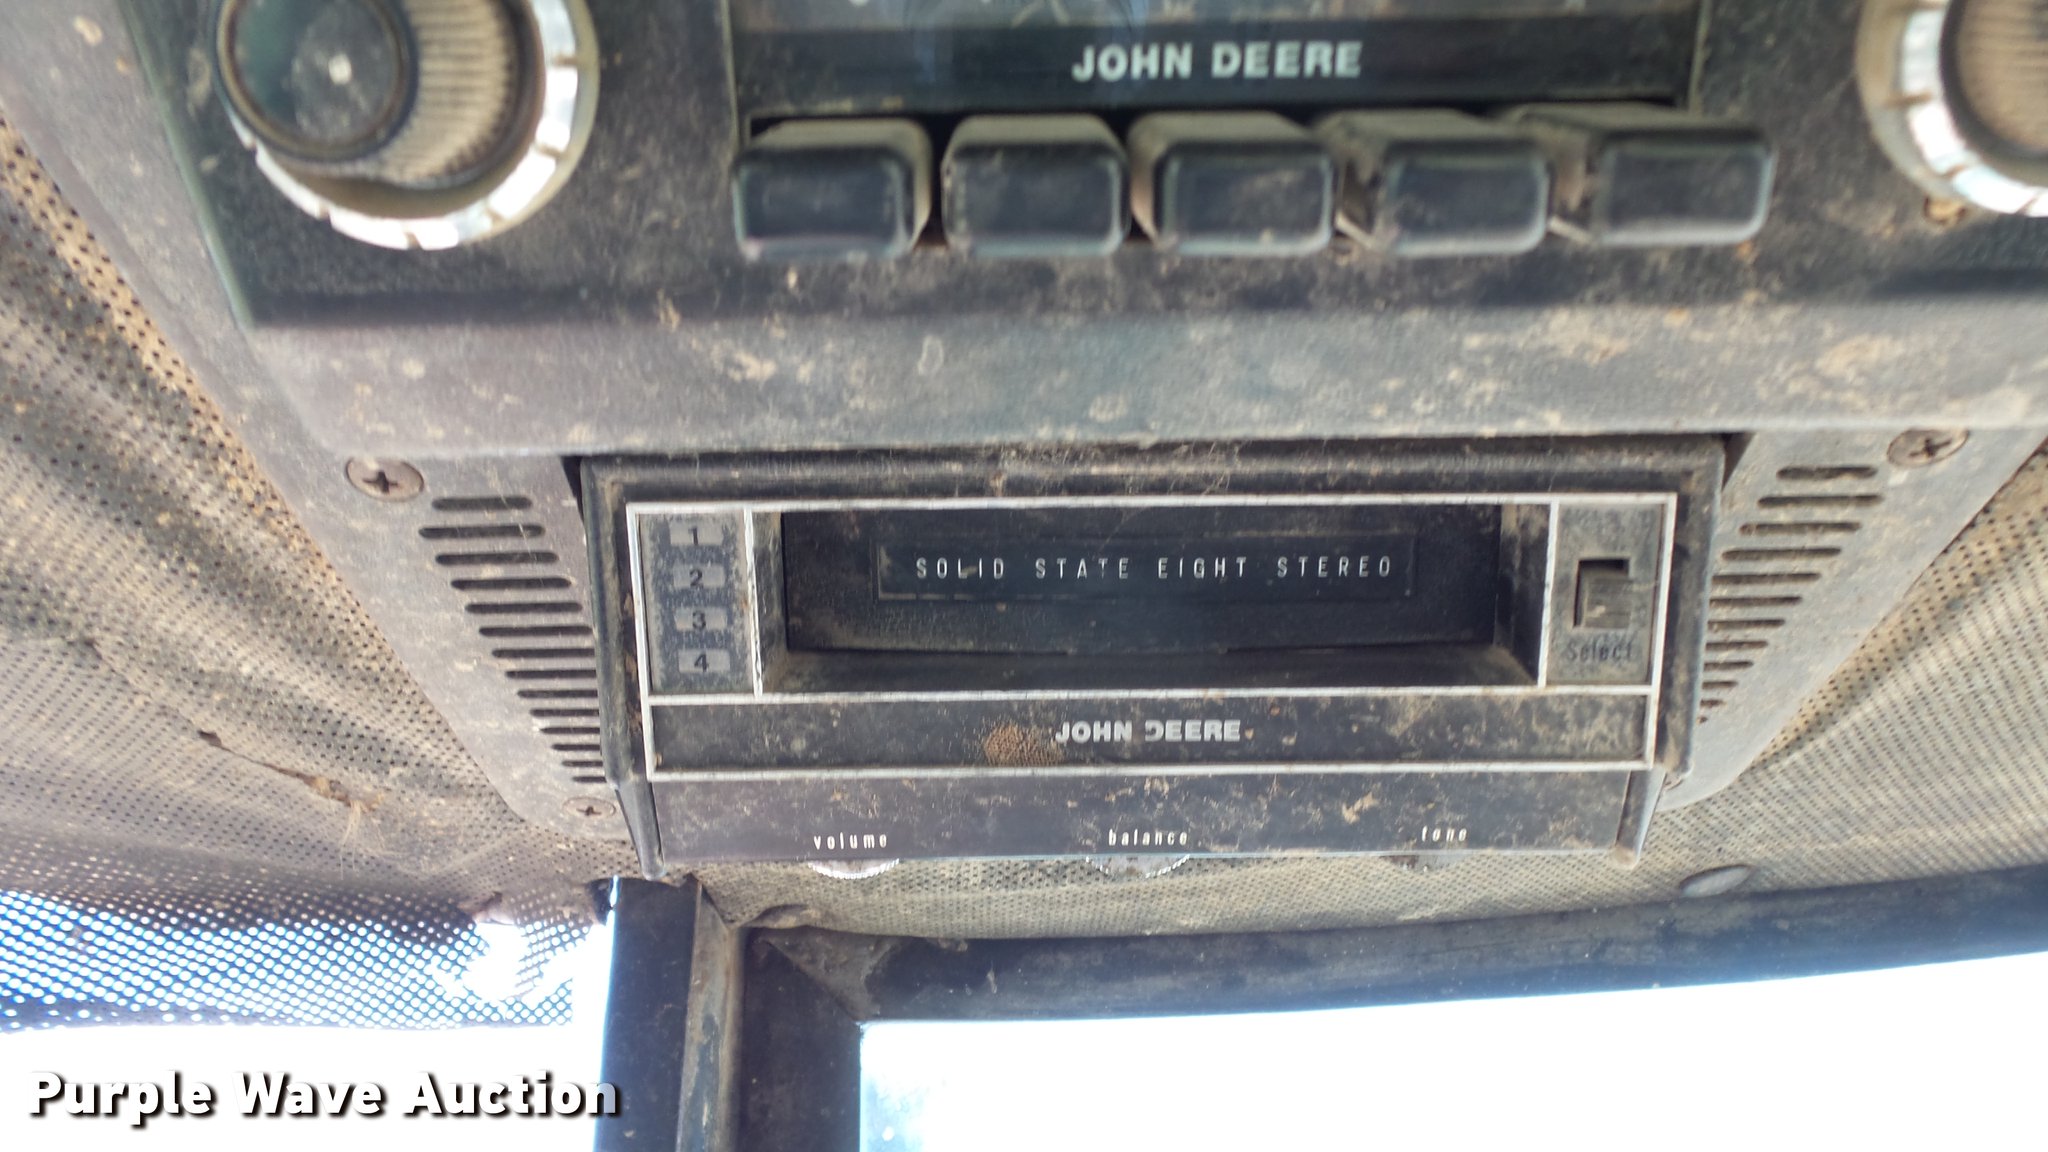 JOHN DEERE
1
2
3
4
SOLID STATE EIGHT STEREO
Select
JOHN DEERE
volume balance tone
Purple Wave Auction